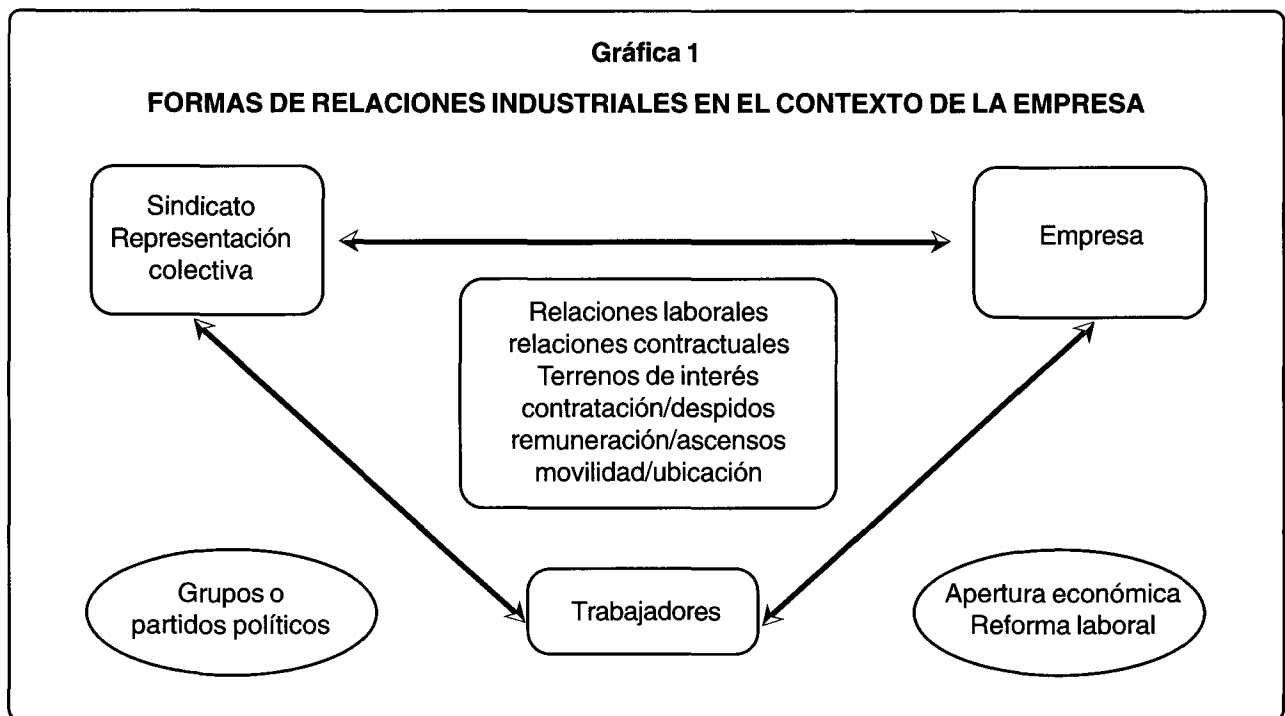 Gráfica 1
FORMAS DE RELACIONES INDUSTRIALES EN EL CONTEXTO DE LA EMPRESA
Sindicato
Representación
colectiva
Empresa
Relaciones laborales
relaciones contractuales
Terrenos de interés
contratación/despidos
remuneración/ascensos
movilidad/ubicación
Grupos o
partidos políticos
Trabajadores
Apertura económica
Reforma laboral